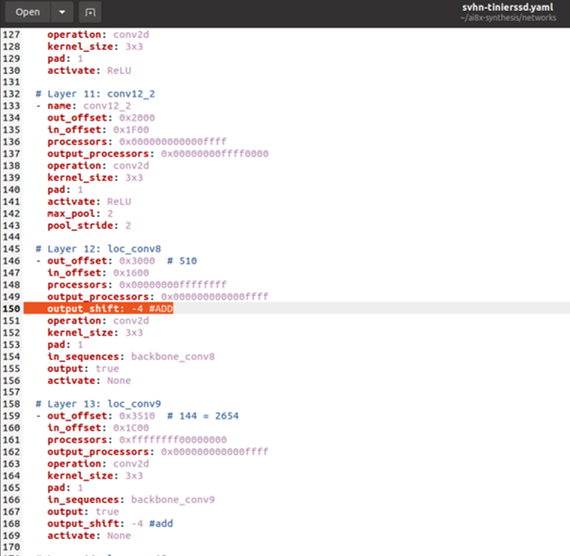 Open
svhn-tinierssd.yaml
~/ai8x-synthesis/networks
127 operation: conv2d
128 kernel_size: 3x3
129 pad: 1
130 activate: ReLU
131
132 # Layer 11: conv12_2
133 - name: conv12_2
134 out_offset: 0x2000
135 in_offset: 0x1F00
136 processors: 0x000000000000ffff
137 output_processors: 0x00000000ffff0000
138 operation: conv2d
139 kernel_size: 3x3
140 pad: 1
141 activate: ReLU
142 max_pool: 2
143 pool_stride: 2
144
145 # Layer 12: loc_conv8
146 - out_offset: 0x3000 # 510
147 in_offset: 0x1600
148 processors: 0x00000000ffffffff
149 output_processors: 0x000000000000ffff
150 output_shift: -4 #ADD
151 operation: conv2d
152 kernel_size: 3x3
153 pad: 1
154 in_sequences: backbone_conv8
155 output: true
156 activate: None
157
158 # Layer 13: loc_conv9
159 - out_offset: 0x3510 # 144 = 2654
160 in_offset: 0x1C00
161 processors: 0xffffffff00000000
162 output_processors: 0x000000000000ffff
163 operation: conv2d
164 kernel_size: 3x3
165 pad: 1
166 in_sequences: backbone_conv9
167 output: true
168 output_shift: -4 #add
169 activate: None
170